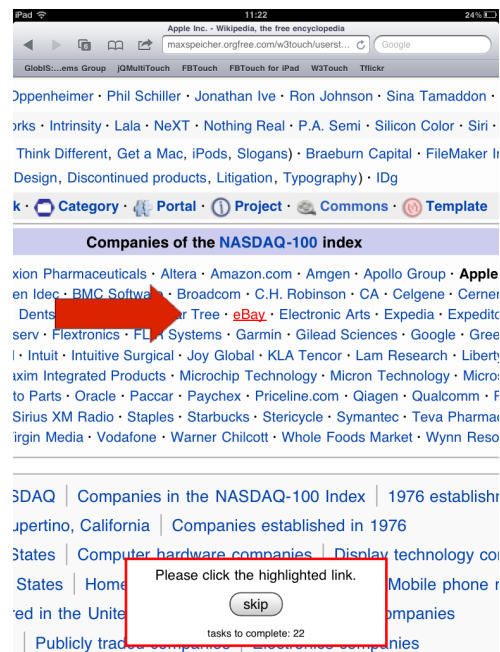 iPad 11:22 24%
Apple Inc. - Wikipedia, the free encyclopedia
maxspeicher.orgfree.com/w3touch/userst... Google
GlobIS:...ems Group jQMultiTouch FBTouch FBTouch for iPad W3Touch Tflickr
Oppenheimer · Phil Schiller · Jonathan Ive · Ron Johnson · Sina Tamaddon ·
orks · Intrinsity · Lala · NeXT · Nothing Real · P.A. Semi · Silicon Color · Siri ·
Think Different, Get a Mac, iPods, Slogans) · Braeburn Capital · FileMaker In
Design, Discontinued products, Litigation, Typography) · IDg
k · Category · Portal · Project · Commons · Template
Companies of the NASDAQ-100 index
xion Pharmaceuticals · Altera · Amazon.com · Amgen · Apollo Group · Apple
en Idec · BMC Software · Broadcom · C.H. Robinson · CA · Celgene · Cerner
Dents r Tree · eBay · Electronic Arts · Expedia · Expedito
serv · Flextronics · FLIR Systems · Garmin · Gilead Sciences · Google · Gree
l · Intuit · Intuitive Surgical · Joy Global · KLA Tencor · Lam Research · Liberty
axim Integrated Products · Microchip Technology · Micron Technology · Micros
to Parts · Oracle · Paccar · Paychex · Priceline.com · Qiagen · Qualcomm · F
Sirius XM Radio · Staples · Starbucks · Stericycle · Symantec · Teva Pharmac
irgin Media · Vodafone · Warner Chilcott · Whole Foods Market · Wynn Reso
SDAQ | Companies in the NASDAQ-100 Index | 1976 establishn
upertino, California | Companies established in 1976
States | Computer hardware companies | Display technology co
States | Home Mobile phone r
red in the Unite ompanies
Publicly traded companies Electronics companies
Please click the highlighted link.
skip
tasks to complete: 22